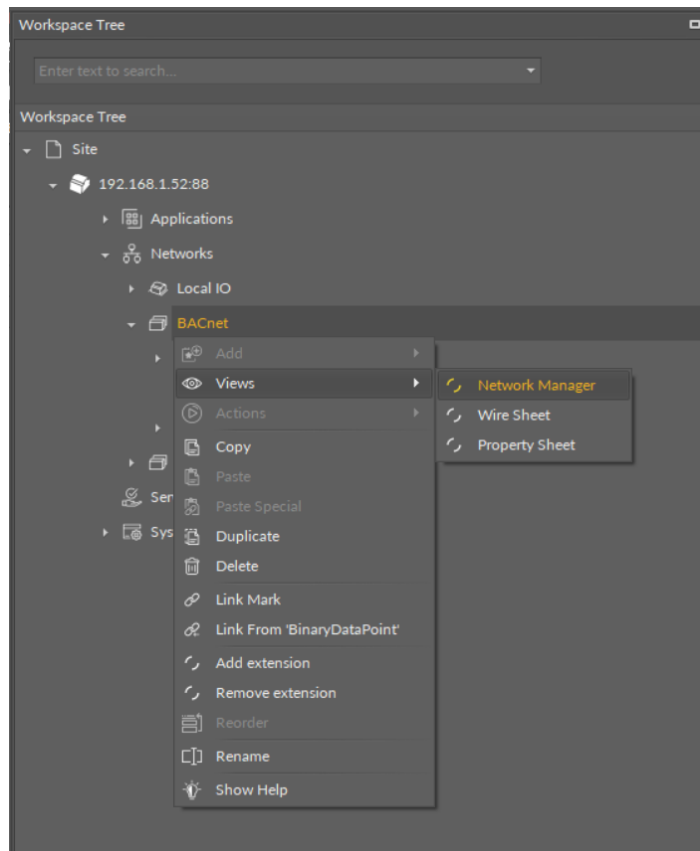 Workspace Tree
Enter text to search...
Workspace Tree
Site
192.168.1.52:88
Applications
Networks
Local IO
BACnet
Add
Views
Actions
Copy
Paste
Paste Special
Duplicate
Delete
Link Mark
Link From 'BinaryDataPoint'
Add extension
Remove extension
Reorder
Rename
Show Help
Network Manager
Wire Sheet
Property Sheet
Ser
Sys